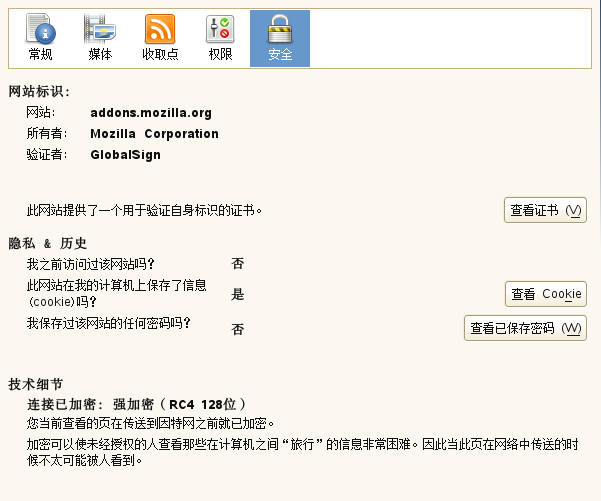 常规 媒体 收取点 权限 安全
网站标识：
网站： addons.mozilla.org
所有者： Mozilla Corporation
验证者： GlobalSign
此网站提供了一个用于验证自身标识的证书。 查看证书 (V)
隐私 & 历史
我之前访问过该网站吗？ 否
此网站在我的计算机上保存了信息
(cookie)吗？ 是 查看 Cookie
我保存过该网站的任何密码吗？ 否 查看已保存密码 (W)
技术细节
连接已加密：强加密（RC4 128位）
您当前查看的页在传送到因特网之前就已加密。
加密可以使未经授权的人查看那些在计算机之间“旅行”的信息非常困难。因此当此页在网络中传送的时
候不太可能被人看到。